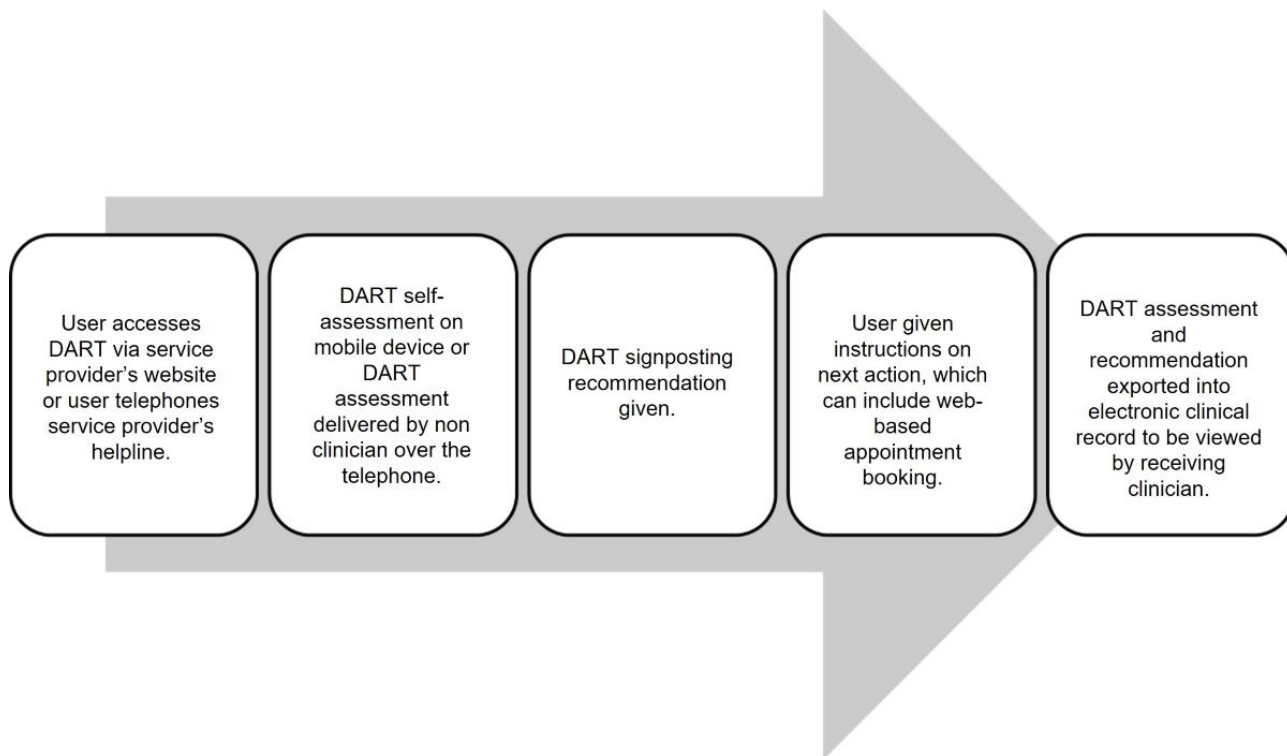 User accesses
DART via service
provider’s website
or user telephones
service provider’s
helpline.
DART self-
assessment on
mobile device or
DART
assessment
delivered by non
clinician over the
telephone.
DART signposting
recommendation
given.
User given
instructions on
next action, which
can include web-
based
appointment
booking.
DART assessment
and
recommendation
exported into
electronic clinical
record to be viewed
by receiving
clinician.